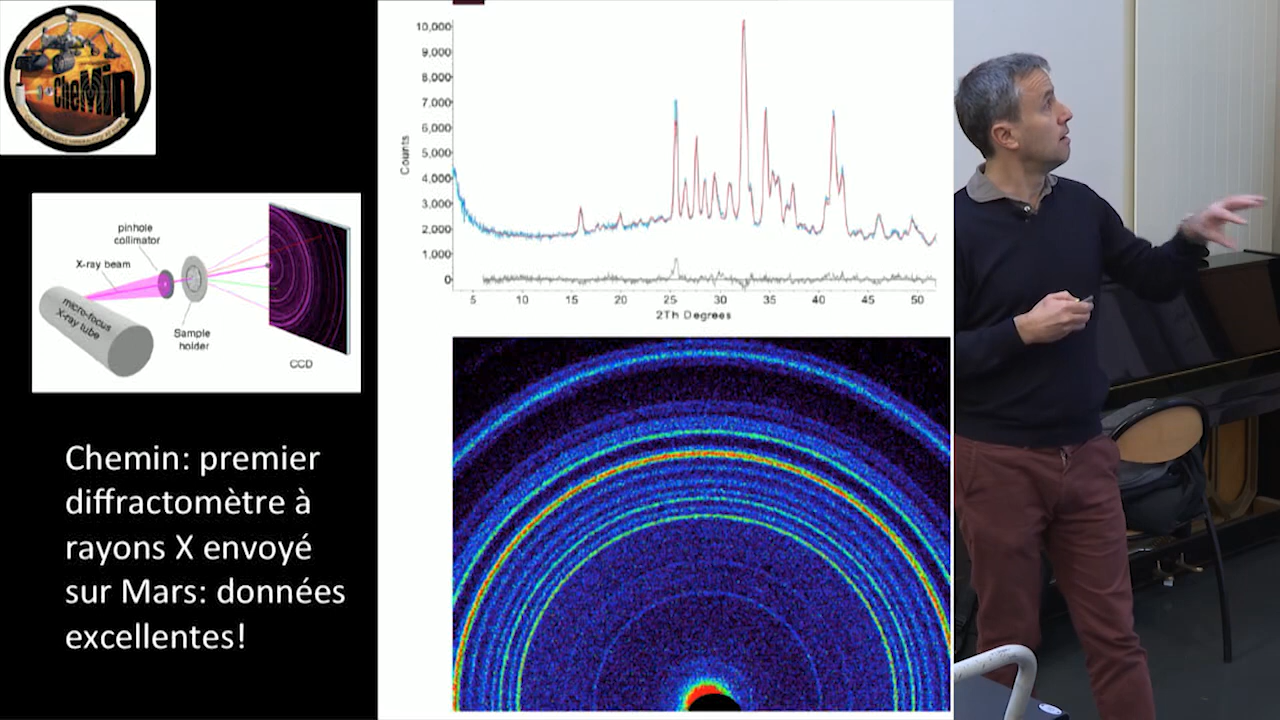 CheMin
pinhole
collimator
X-ray beam
micro-focus
X-ray tube
Sample
holder
CCD
Chemin: premier
diffractomètre à
rayons X envoyé
sur Mars: données
excellentes!
10,000
9,000
8,000
7,000
6,000
5,000
4,000
3,000
2,000
1,000
0
Counts
5 10 15 20 25 30 35 40 45 50
2Th Degrees